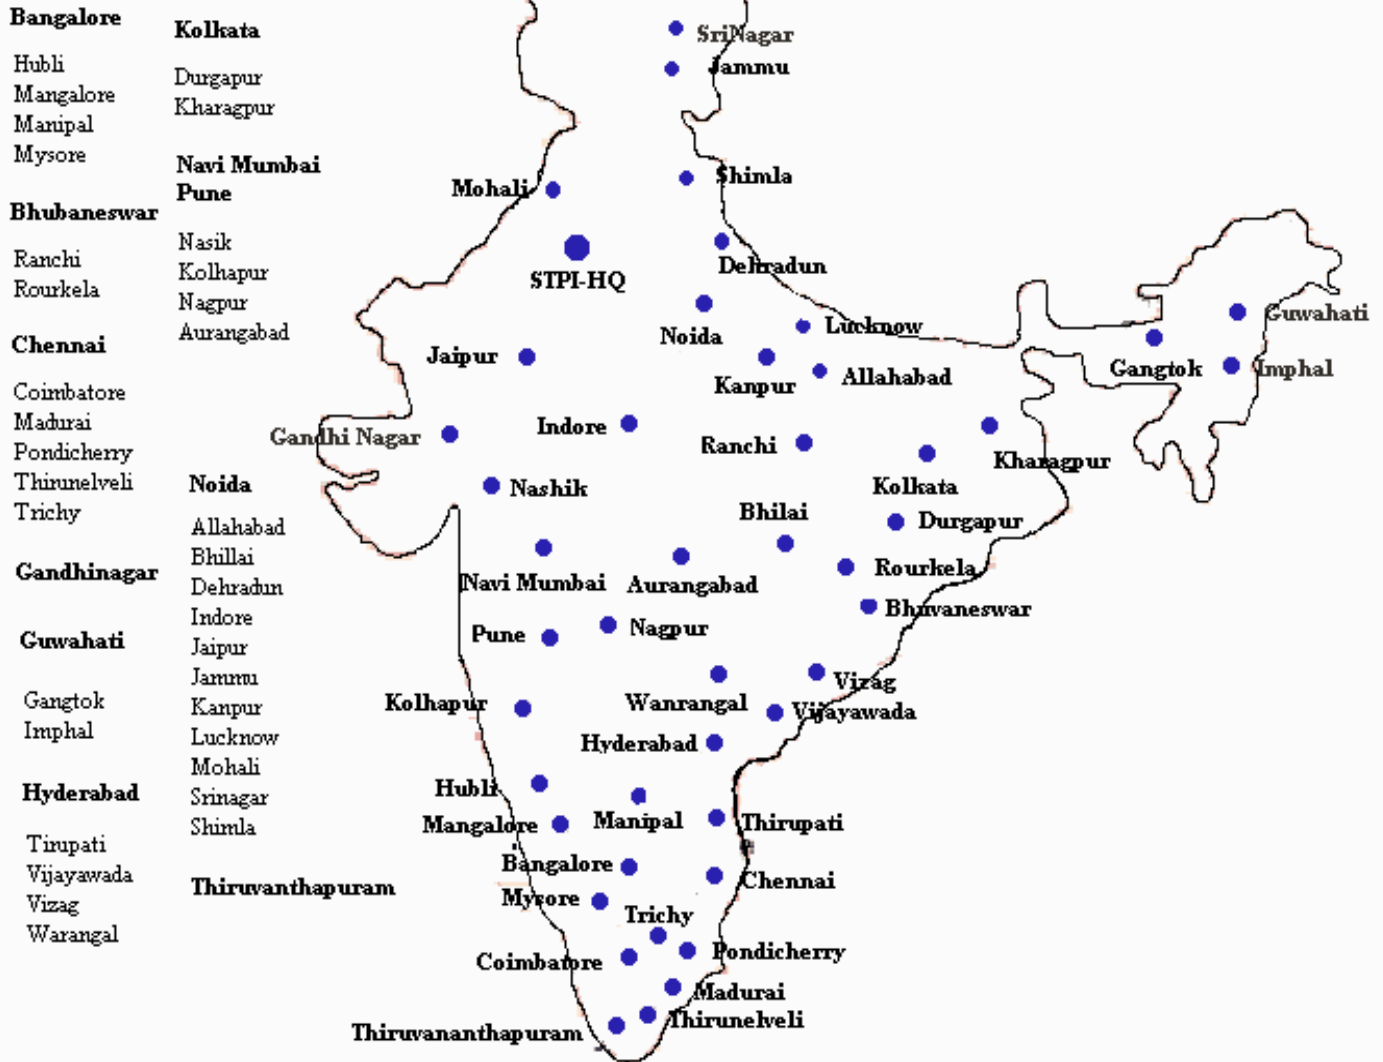 Bangalore
Hubli
Mangalore
Manipal
Mysore
Bhubaneswar
Ranchi
Rourkela
Chennai
Coimbatore
Madurai
Pondicherry
Thirunelveli
Trichy
Gandhinagar
Guwahati
Gangtok
Imphal
Hyderabad
Tirupati
Vijayawada
Vizag
Warangal
Kolkata
Durgapur
Kharagpur
Navi Mumbai
Pune
Nasik
Kolhapur
Nagpur
Aurangabad
Noida
Allahabad
Bhillai
Dehradun
Indore
Jaipur
Jammu
Kanpur
Lucknow
Mohali
Srinagar
Shimla
Thiruvanthapuram
SriNagar
Jammu
Mohali
Shimla
STPI-HQ
Dehradun
Noida
Lucknow
Guwahati
Jaipur
Kanpur
Allahabad
Gangtok
Imphal
Gandhi Nagar
Indore
Ranchi
Kharagpur
Nashik
Kolkata
Bhilai
Durgapur
Navi Mumbai
Aurangabad
Rourkela
Bhuvaneswar
Pune
Nagpur
Kolhapur
Wanrangal
Vizag
Vijayawada
Hyderabad
Hubli
Mangalore
Manipal
Thirupati
Bangalore
Chennai
Mysore
Trichy
Coimbatore
Pondicherry
Madurai
Thirunelveli
Thiruvananthapuram